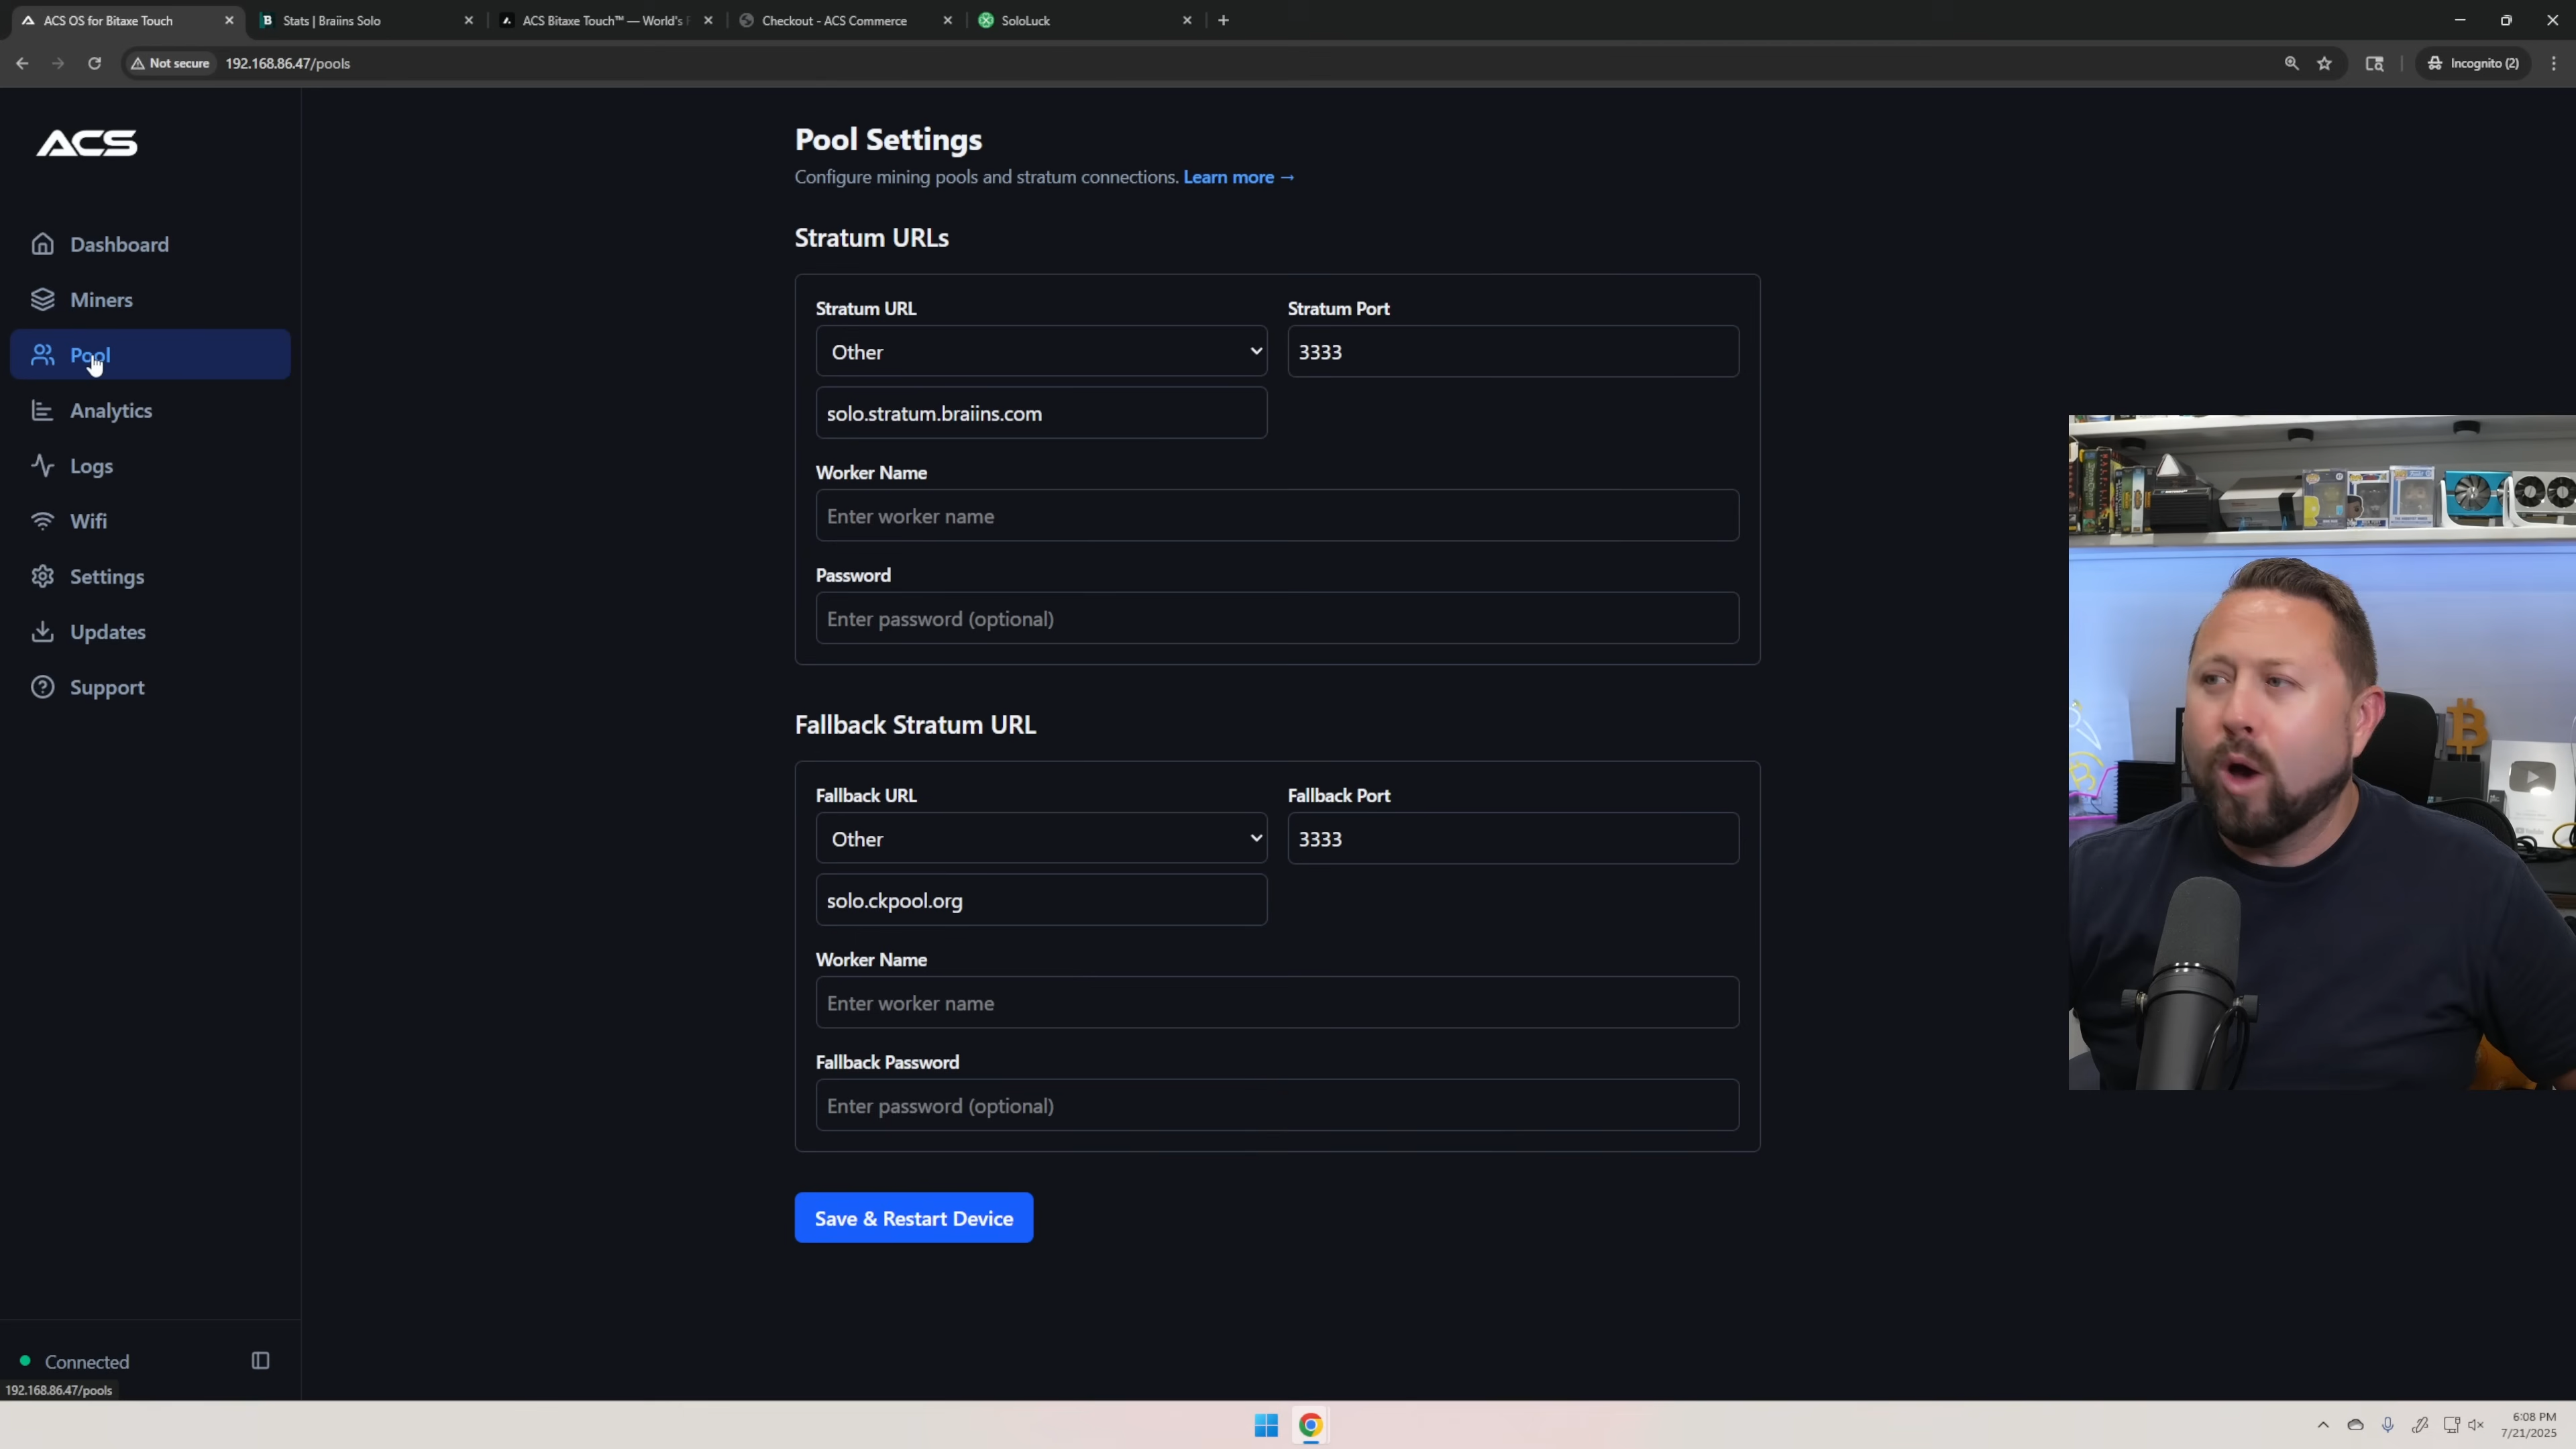 ACS OS for Bitaxe Touch
Stats | Braiins Solo
ACS Bitaxe Touch™ — World's
Checkout - ACS Commerce
SoloLuck
Not secure
192.168.86.47/pools
Incognito (2)
ACS
Dashboard
Miners
Pool
Analytics
Logs
Wifi
Settings
Updates
Support
Connected
192.168.86.47/pools
Pool Settings
Configure mining pools and stratum connections. Learn more →
Stratum URLs
Stratum URL
Stratum Port
Other
3333
solo.stratum.braiins.com
Worker Name
Enter worker name
Password
Enter password (optional)
Fallback Stratum URL
Fallback URL
Fallback Port
Other
3333
solo.ckpool.org
Worker Name
Enter worker name
Fallback Password
Enter password (optional)
Save & Restart Device
6:08 PM
7/21/2025